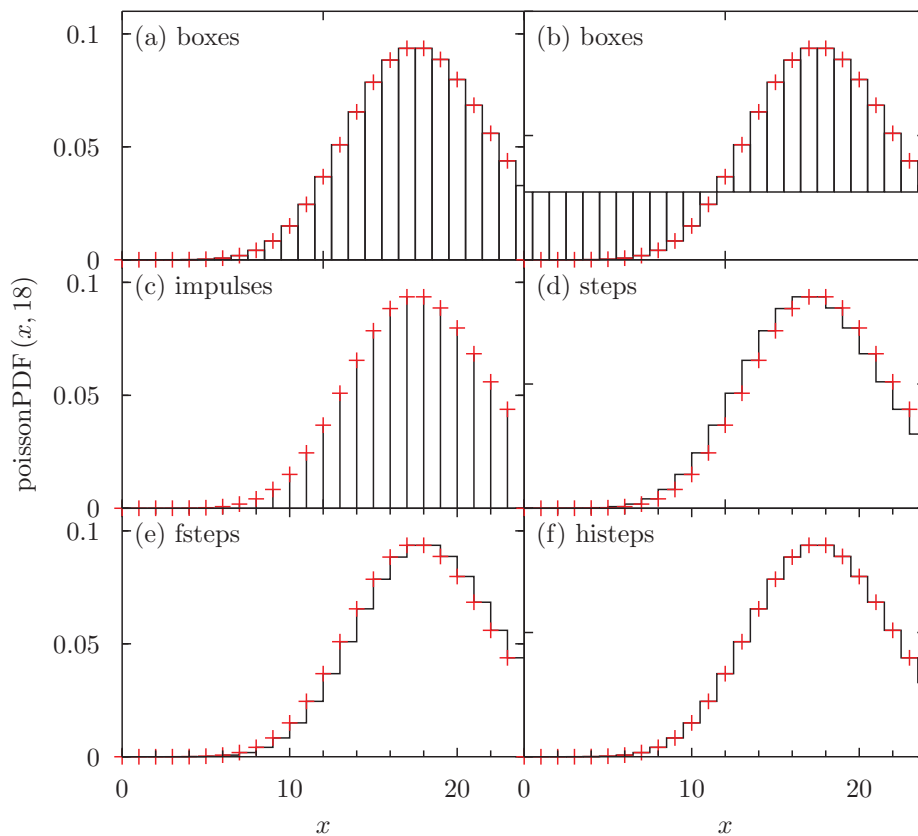 (a) boxes
(b) boxes
0.1
0.05
0
(c) impulses
(d) steps
0.1
0.05
0
(e) fsteps
(f) histeps
0.1
0.05
0
poissonPDF(x, 18)
0
10
20
0
10
20
x
x